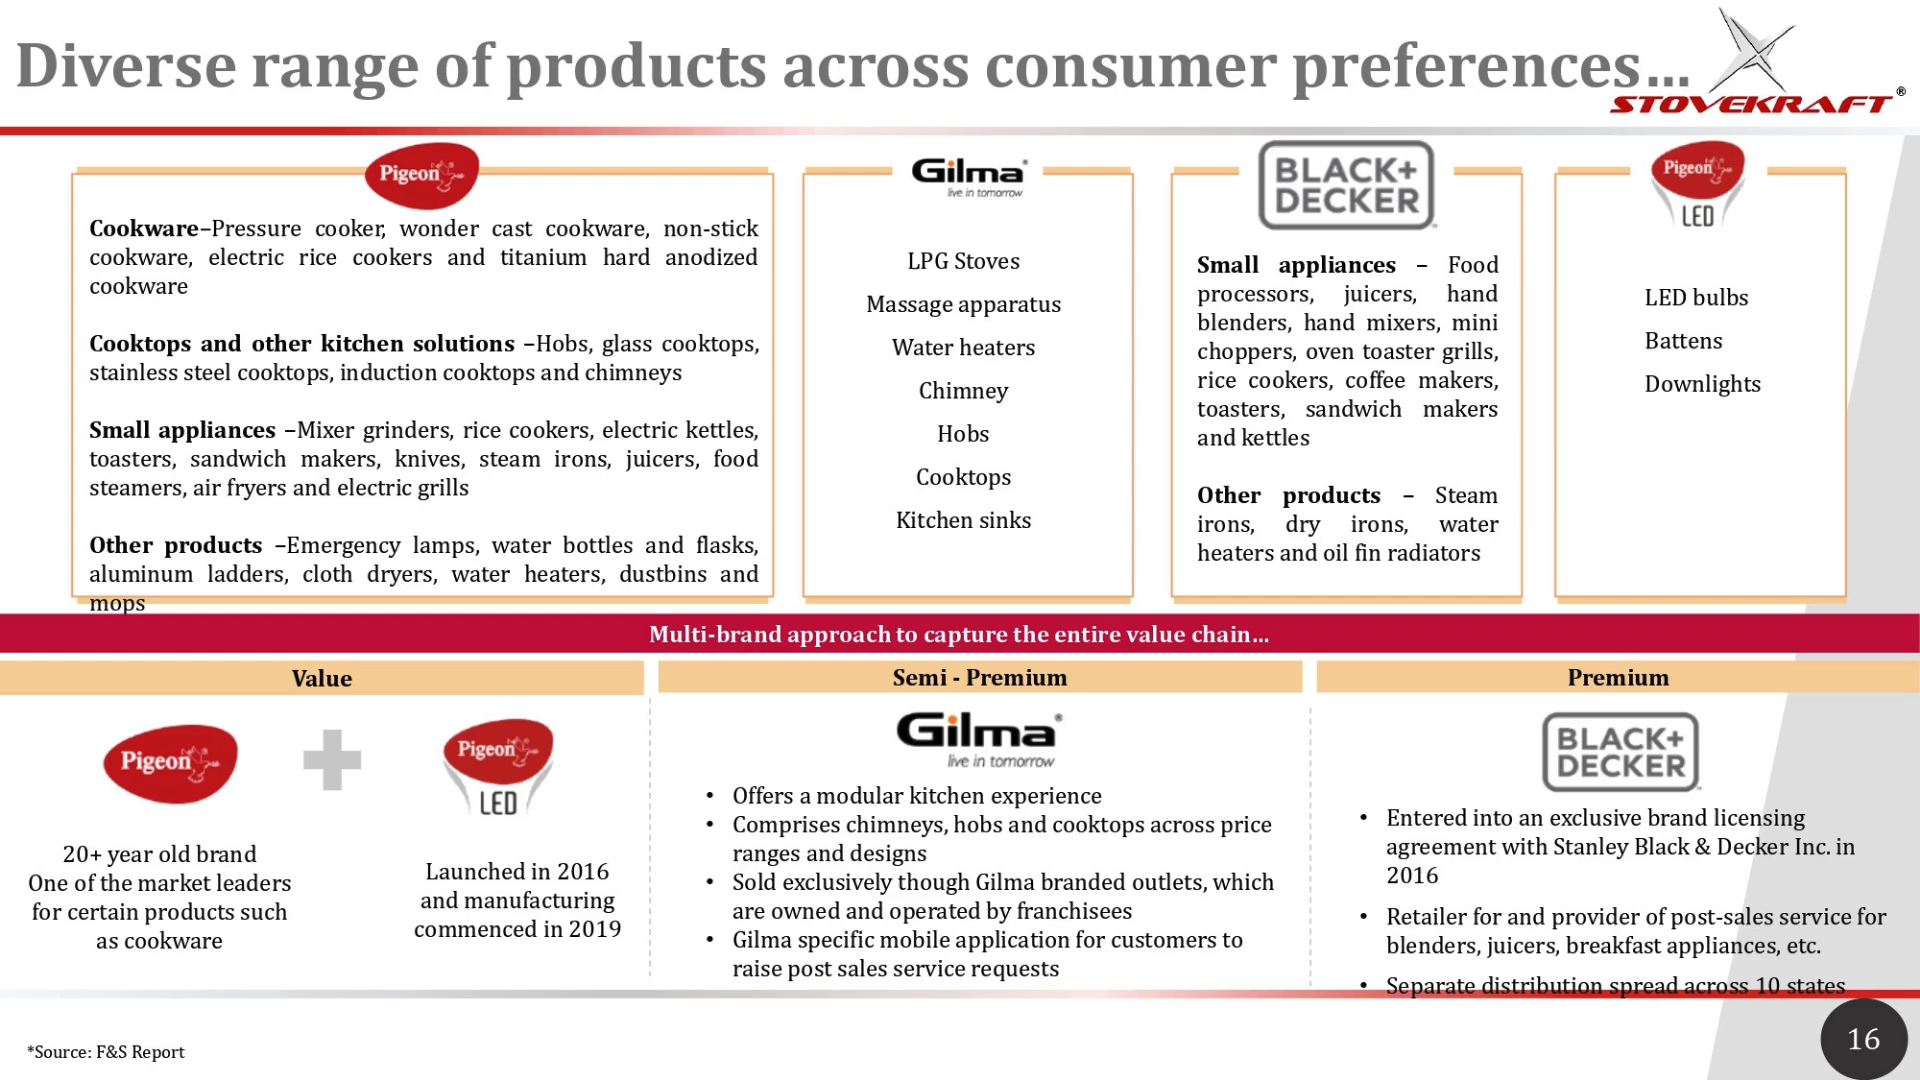 Diverse range of products across consumer preferences...
STOVEKRAFT®
Pigeon
Cookware–Pressure cooker, wonder cast cookware, non-stick
cookware, electric rice cookers and titanium hard anodized
cookware
Cooktops and other kitchen solutions –Hobs, glass cooktops,
stainless steel cooktops, induction cooktops and chimneys
Small appliances –Mixer grinders, rice cookers, electric kettles,
toasters, sandwich makers, knives, steam irons, juicers, food
steamers, air fryers and electric grills
Other products –Emergency lamps, water bottles and flasks,
aluminum ladders, cloth dryers, water heaters, dustbins and
mops
Gilma
live in tomorrow
LPG Stoves
Massage apparatus
Water heaters
Chimney
Hobs
Cooktops
Kitchen sinks
BLACK+
DECKER
Small appliances – Food
processors, juicers, hand
blenders, hand mixers, mini
choppers, oven toaster grills,
rice cookers, coffee makers,
toasters, sandwich makers
and kettles
Other products – Steam
irons, dry irons, water
heaters and oil fin radiators
Pigeon
LED
LED bulbs
Battens
Downlights
Multi-brand approach to capture the entire value chain...
Value
Pigeon
20+ year old brand
One of the market leaders
for certain products such
as cookware
Pigeon
LED
Launched in 2016
and manufacturing
commenced in 2019
Semi - Premium
Gilma
live in tomorrow
• Offers a modular kitchen experience
• Comprises chimneys, hobs and cooktops across price
ranges and designs
• Sold exclusively though Gilma branded outlets, which
are owned and operated by franchisees
• Gilma specific mobile application for customers to
raise post sales service requests
Premium
BLACK+
DECKER
• Entered into an exclusive brand licensing
agreement with Stanley Black & Decker Inc. in
2016
• Retailer for and provider of post-sales service for
blenders, juicers, breakfast appliances, etc.
• Separate distribution spread across 10 states
*Source: F&S Report
16